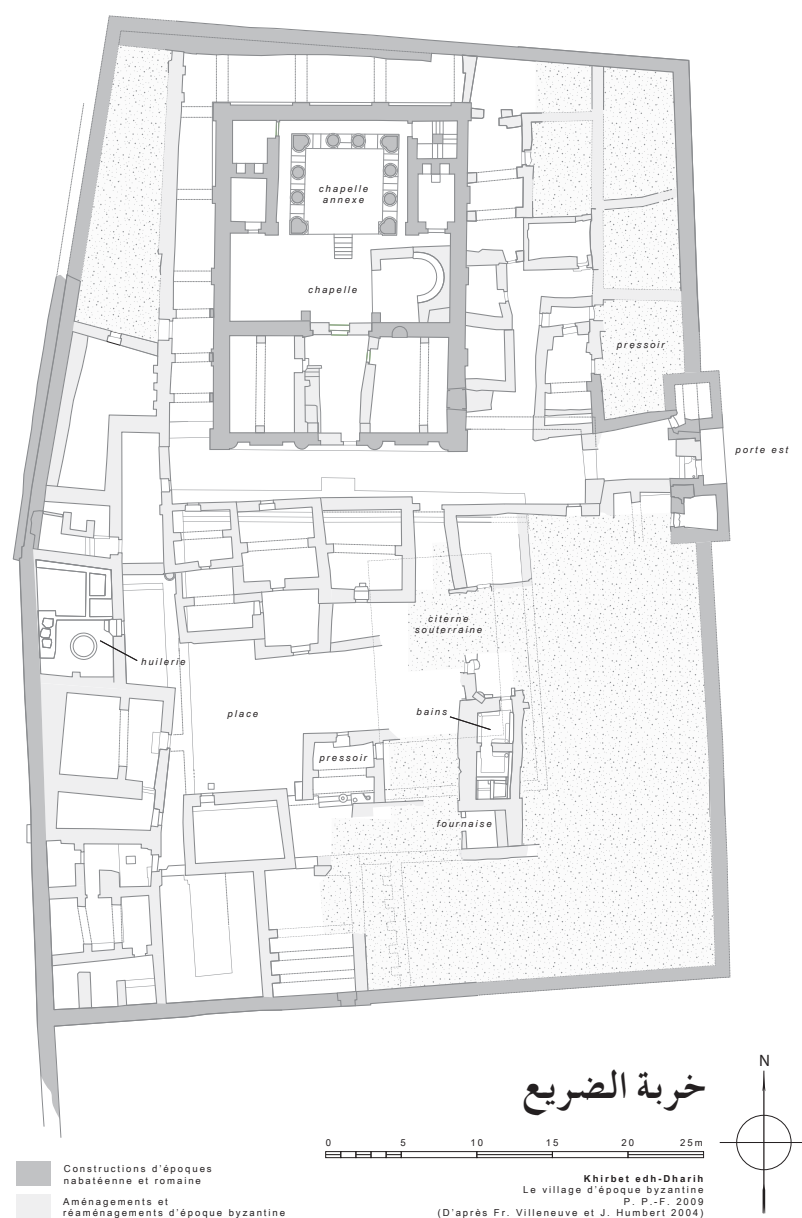 chapelle
annexe
chapelle
pressoir
porte est
citerne
souterraine
huilerie
place
bains
pressoir
fournaise
خربة الضريع
N
0 5 10 15 20 25m
Constructions d'époques
nabatéenne et romaine
Aménagements et
réaménagements d'époque byzantine
Khirbet edh-Dharih
Le village d'époque byzantine
P. P.-F. 2009
(D'après Fr. Villeneuve et J. Humbert 2004)